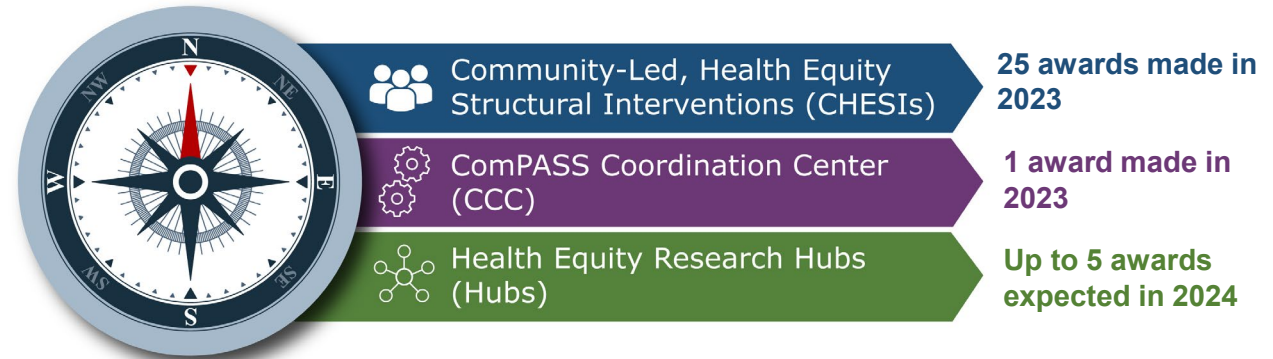 N
NE
E
SE
S
SW
W
NW
Community-Led, Health Equity
Structural Interventions (CHESIs)
25 awards made in
2023
ComPASS Coordination Center
(CCC)
1 award made in
2023
Health Equity Research Hubs
(Hubs)
Up to 5 awards
expected in 2024